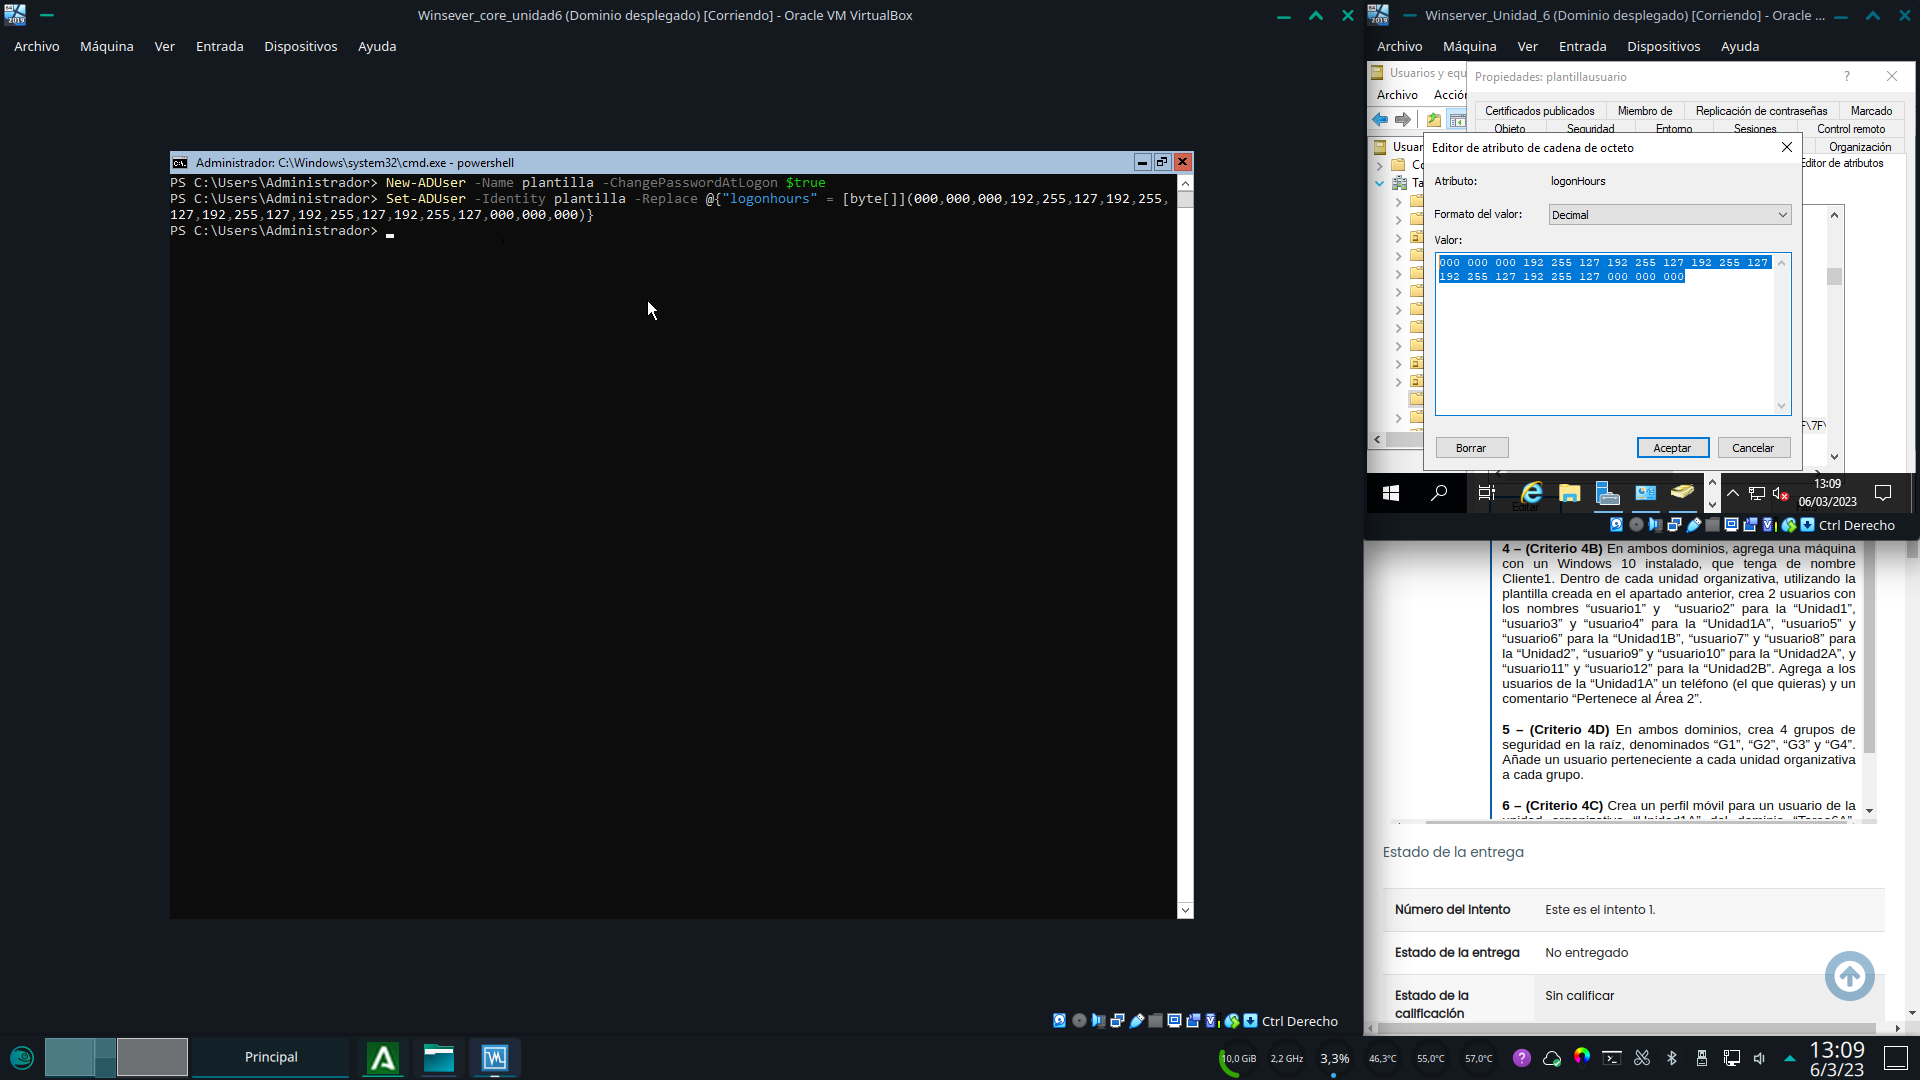 Winsever_core_unidad6 (Dominio desplegado) [Corriendo] - Oracle VM VirtualBox
Archivo Máquina Ver Entrada Dispositivos Ayuda
Administrador: C:\Windows\system32\cmd.exe - powershell
PS C:\Users\Administrador> New-ADUser -Name plantilla -ChangePasswordAtLogon $true
PS C:\Users\Administrador> Set-ADUser -Identity plantilla -Replace @{"logonhours" = [byte[]](000,000,000,192,255,127,192,255,
127,192,255,127,192,255,127,192,255,127,000,000,000)}
PS C:\Users\Administrador>
Ctrl Derecho
Winserver_Unidad_6 (Dominio desplegado) [Corriendo] - Oracle ...
Archivo Máquina Ver Entrada Dispositivos Ayuda
Usuarios y equ
Propiedades: plantillausuario
Archivo Acción
Certificados publicados Miembro de Replicación de contraseñas Marcado
Objeto Seguridad Entorno Sesiones Control remoto
Usuar
Editor de atributo de cadena de octeto
Organización
Editor de atributos
Atributo: logonHours
Formato del valor: Decimal
Valor:
000 000 000 192 255 127 192 255 127 192 255 127
192 255 127 192 255 127 000 000 000
Borrar Aceptar Cancelar
13:09
06/03/2023
Ctrl Derecho
4 – (Criterio 4B) En ambos dominios, agrega una máquina
con un Windows 10 instalado, que tenga de nombre
Cliente1. Dentro de cada unidad organizativa, utilizando la
plantilla creada en el apartado anterior, crea 2 usuarios con
los nombres “usuario1” y “usuario2” para la “Unidad1”,
“usuario3” y “usuario4” para la “Unidad1A”, “usuario5” y
“usuario6” para la “Unidad1B”, “usuario7” y “usuario8” para
la “Unidad2”, “usuario9” y “usuario10” para la “Unidad2A”, y
“usuario11” y “usuario12” para la “Unidad2B”. Agrega a los
usuarios de la “Unidad1A” un teléfono (el que quieras) y un
comentario “Pertenece al Área 2”.
5 – (Criterio 4D) En ambos dominios, crea 4 grupos de
seguridad en la raíz, denominados “G1”, “G2”, “G3” y “G4”.
Añade un usuario perteneciente a cada unidad organizativa
a cada grupo.
6 – (Criterio 4C) Crea un perfil móvil para un usuario de la
Estado de la entrega
Número del intento Este es el intento 1.
Estado de la entrega No entregado
Estado de la
calificación
Sin calificar
Principal
10,0 GiB 2,2 GHz 3,3% 46,3°C 55,0°C 57,0°C
13:09
6/3/23